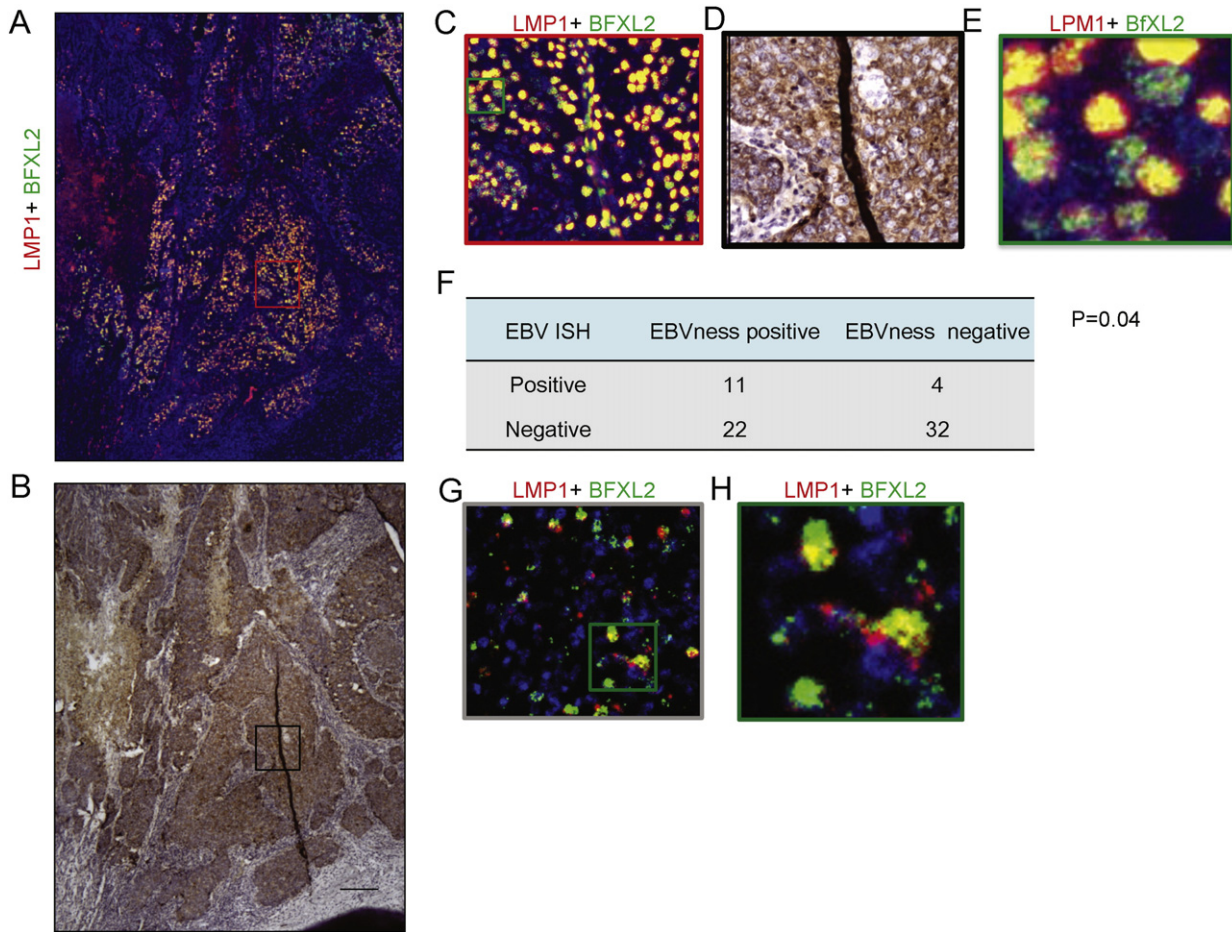 A
LMP1+ BFXL2
B
C
LMP1+ BFXL2
D
E
LPM1+ BfXL2
F
EBV ISH EBVness positive EBVness negative
Positive 11 4
Negative 22 32
P=0.04
G
LMP1+ BFXL2
H
LMP1+ BFXL2